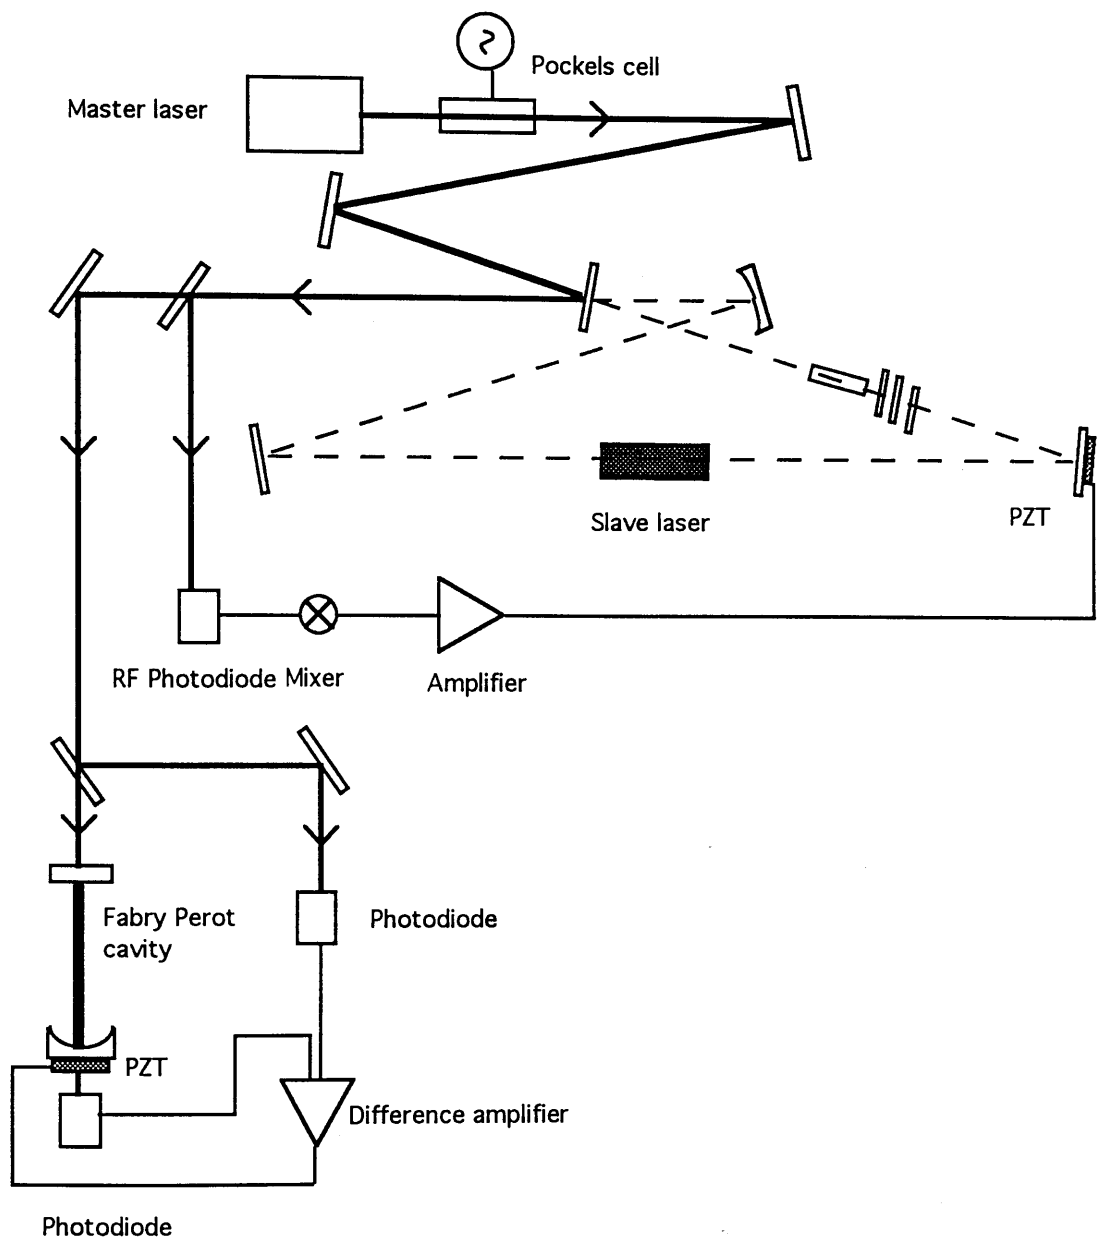 Pockels cell
Master laser
PZT
Slave laser
RF Photodiode Mixer
Amplifier
Fabry Perot
cavity
Photodiode
PZT
Difference amplifier
Photodiode